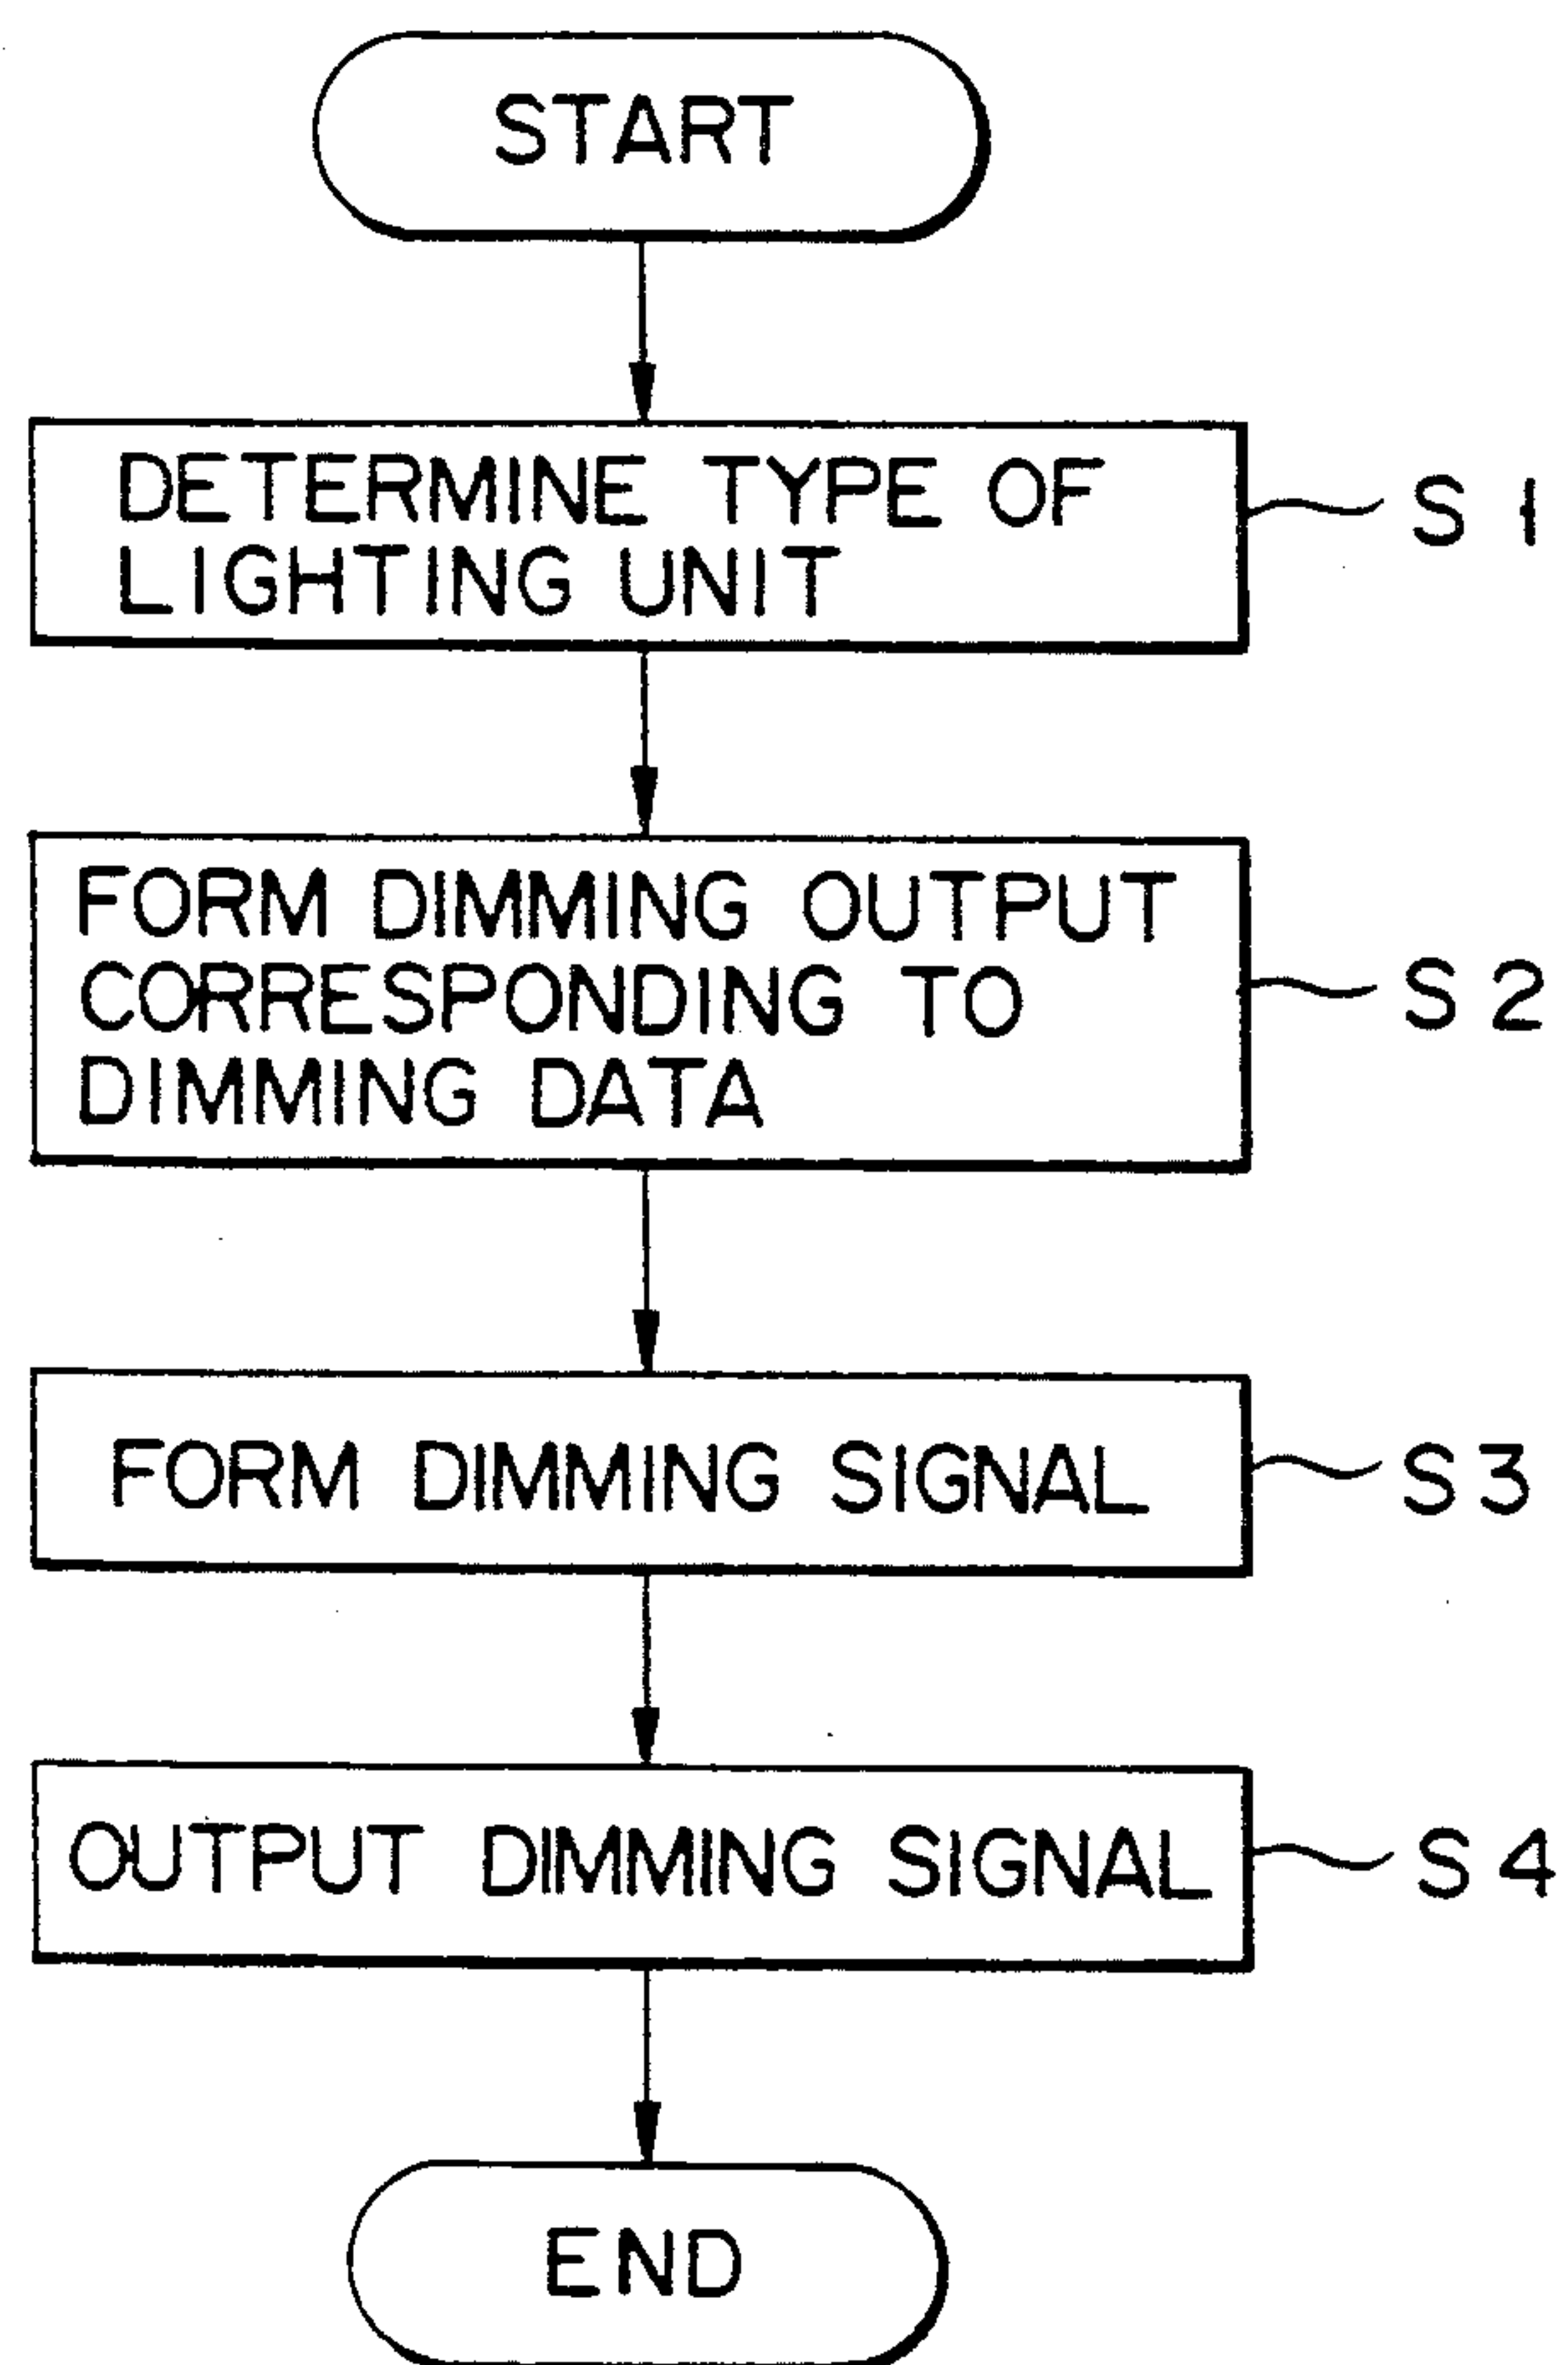 START
DETERMINE TYPE OF
LIGHTING UNIT
S1
FORM DIMMING OUTPUT
CORRESPONDING TO
DIMMING DATA
S2
FORM DIMMING SIGNAL
S3
OUTPUT DIMMING SIGNAL
S4
END